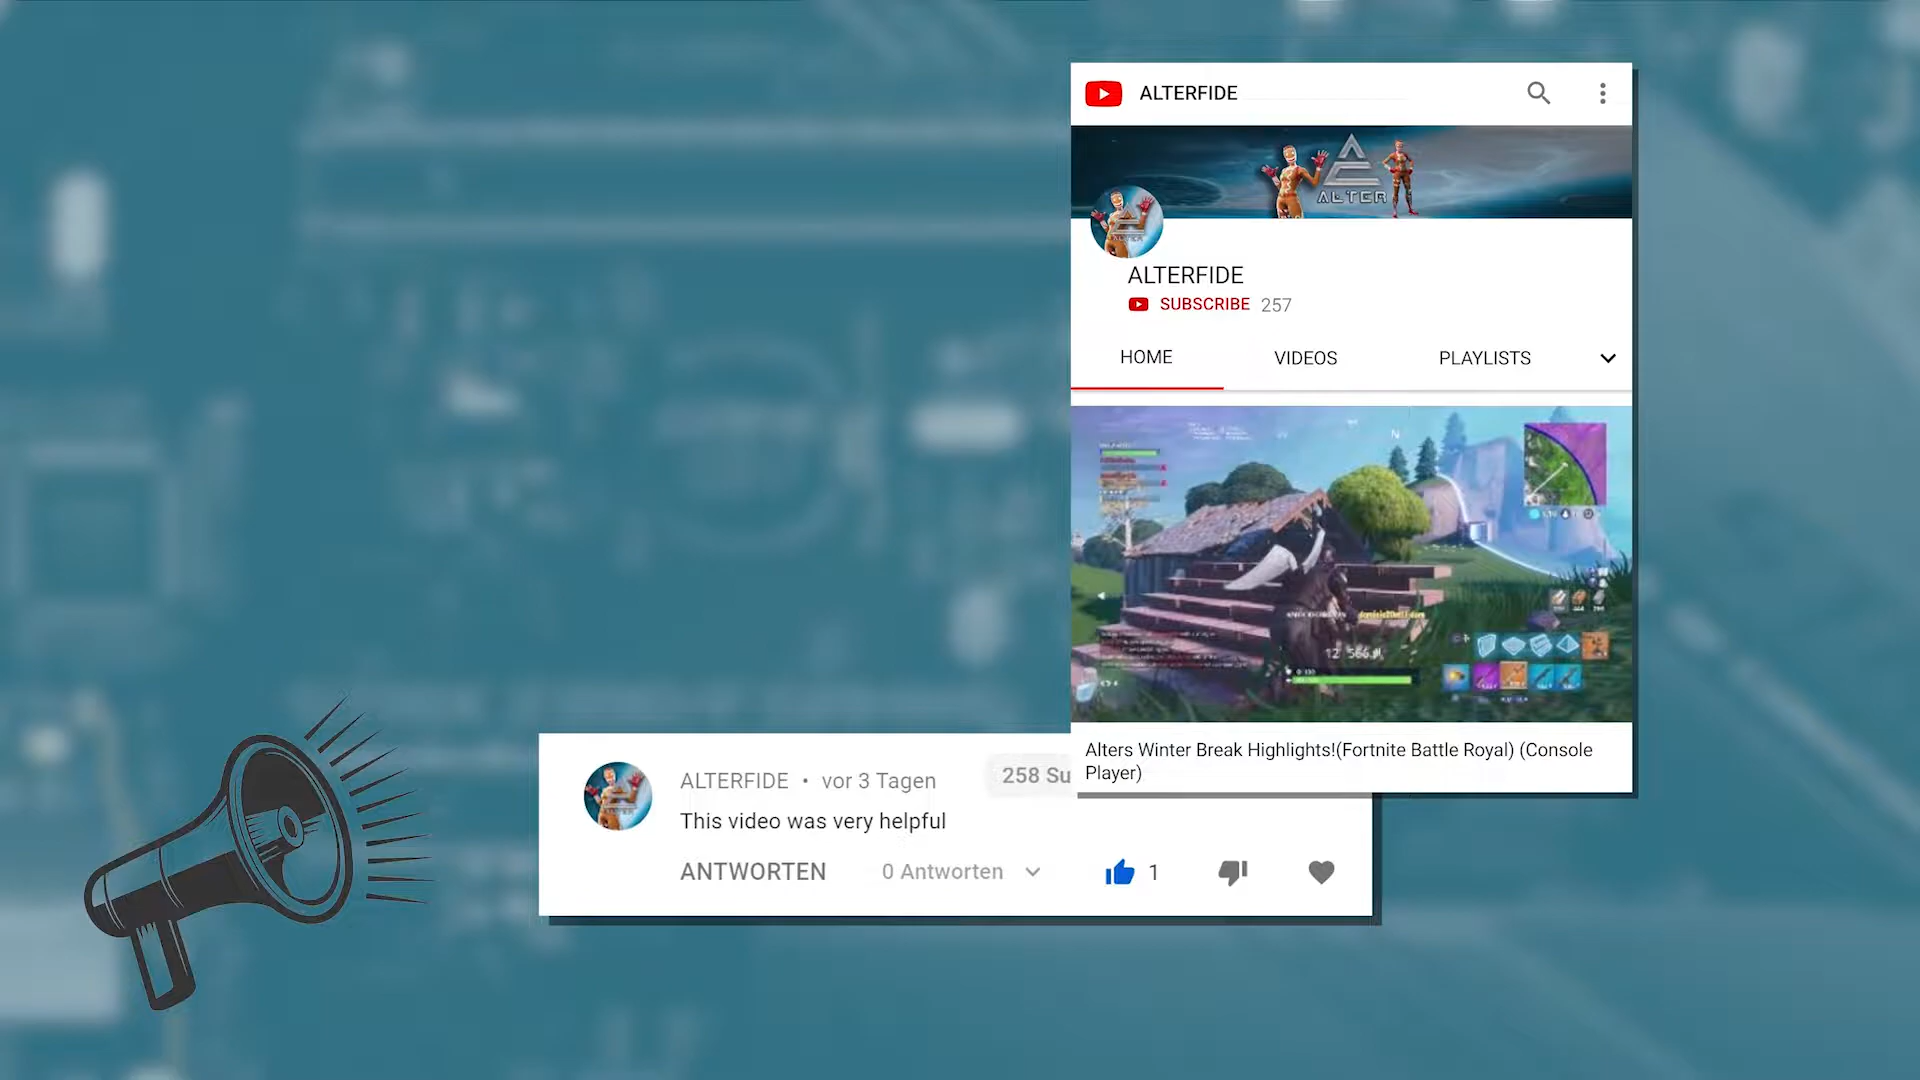 ALTERFIDE
ALTER
ALTERFIDE
SUBSCRIBE 257
HOME VIDEOS PLAYLISTS
N
Alters Winter Break Highlights!(Fortnite Battle Royal) (Console
Player)
ALTERFIDE • vor 3 Tagen 258 Su
This video was very helpful
ANTWORTEN 0 Antworten 1